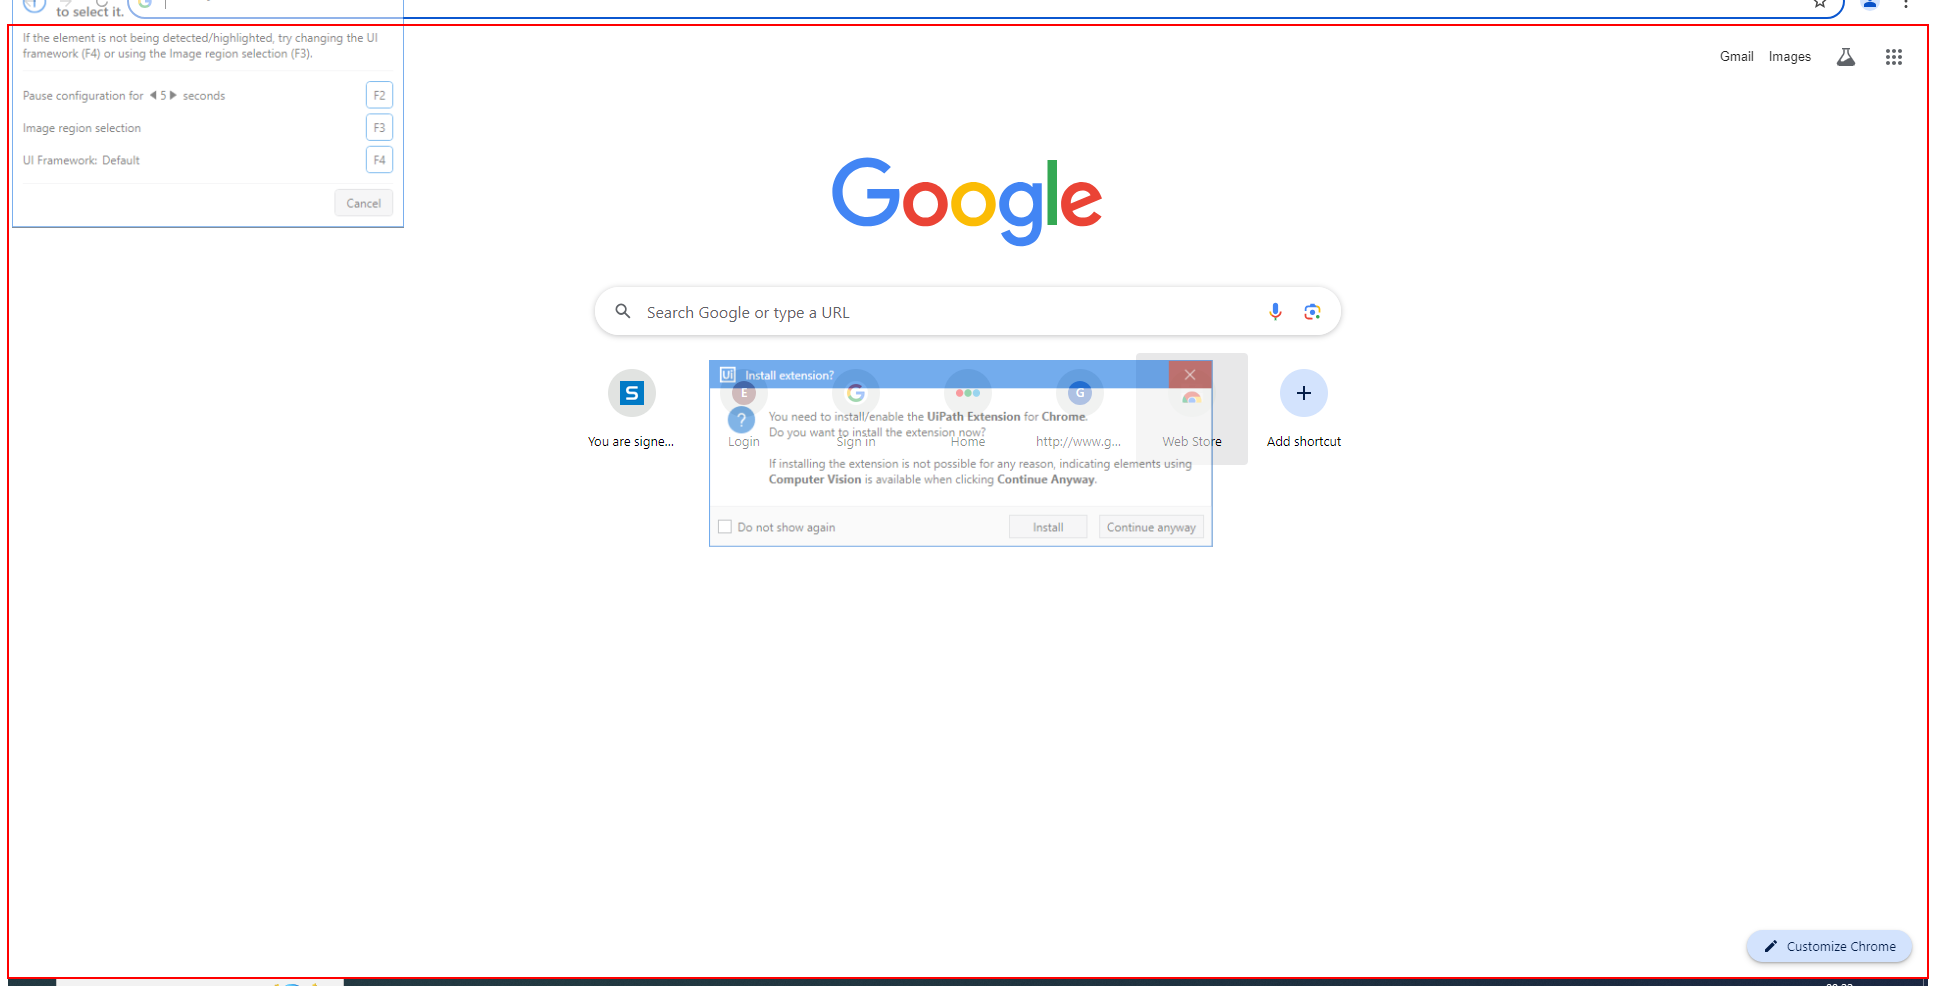 to select it.
If the element is not being detected/highlighted, try changing the UI
framework (F4) or using the Image region selection (F3).
Pause configuration for 5 seconds F2
Image region selection F3
UI Framework: Default F4
Cancel
Gmail Images
Google
Search Google or type a URL
Ui Install extension?
You need to install/enable the UiPath Extension for Chrome.
Do you want to install the extension now?
If installing the extension is not possible for any reason, indicating elements using
Computer Vision is available when clicking Continue Anyway.
Do not show again Install Continue anyway
S E G G
You are signe... Login Sign in Home http://www.g... Web Store Add shortcut
Customize Chrome